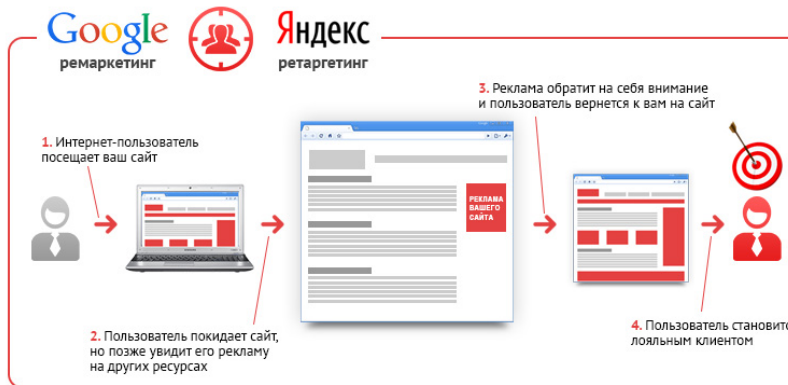 Google
ремаркетинг
Яндекс
ретаргетинг
1. Интернет-пользователь
посещает ваш сайт
2. Пользователь покидает сайт,
но позже увидит его рекламу
на других ресурсах
РЕКЛАМА
ВАШЕГО
САЙТА
3. Реклама обратит на себя внимание
и пользователь вернется к вам на сайт
4. Пользователь становитс
лояльным клиентом